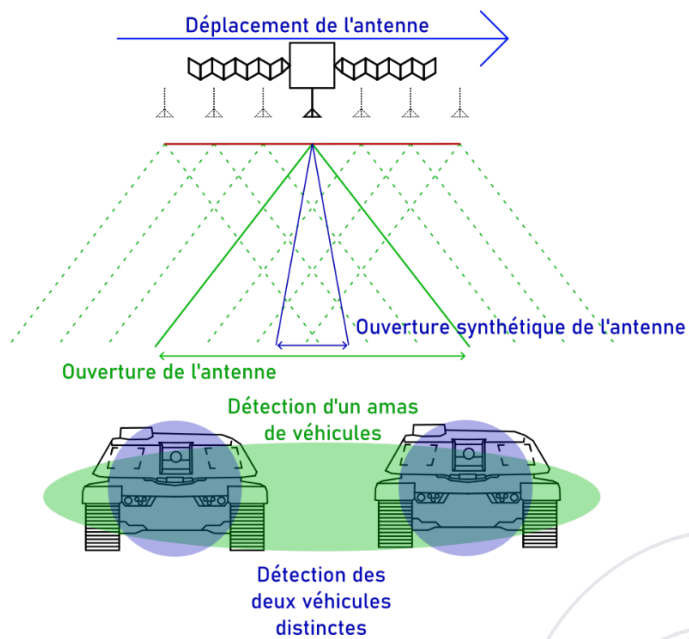 Déplacement de l'antenne
Ouverture synthétique de l'antenne
Ouverture de l'antenne
Détection d'un amas
de véhicules
Détection des
deux véhicules
distinctes